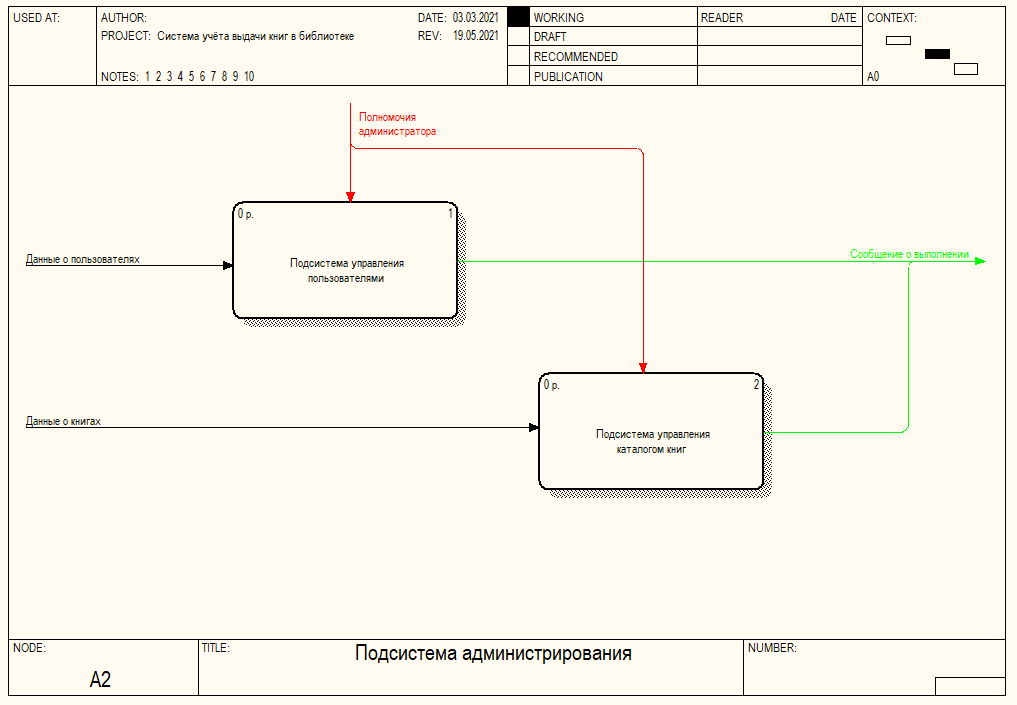 USED AT:
AUTHOR:
DATE: 03.03.2021
PROJECT: Система учёта выдачи книг в библиотеке
REV: 19.05.2021
NOTES: 1 2 3 4 5 6 7 8 9 10
WORKING
DRAFT
RECOMMENDED
PUBLICATION
READER
DATE
CONTEXT:
A0
Полномочия
администратора
0 р.
1
Подсистема управления
пользователями
Данные о пользователях
Сообщение о выполнении
0 р.
2
Подсистема управления
каталогом книг
Данные о книгах
NODE:
A2
TITLE:
Подсистема администрирования
NUMBER: